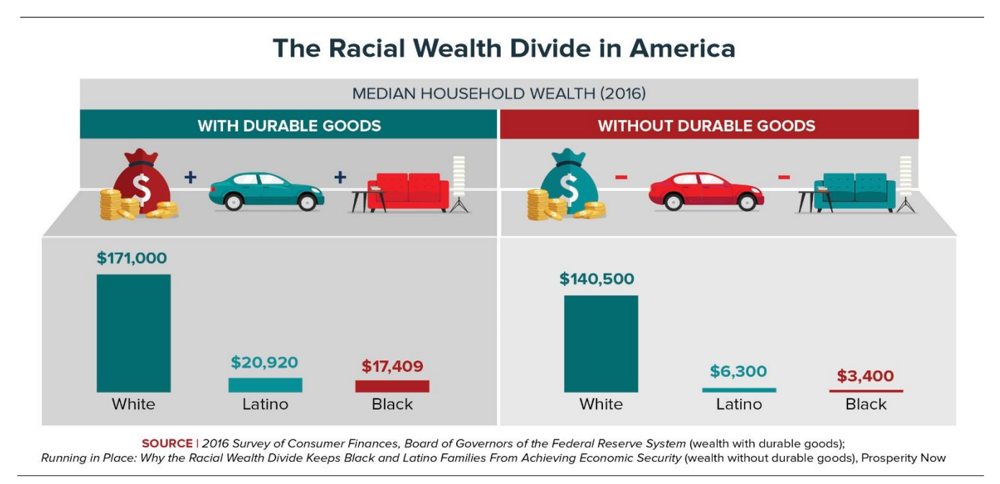 The Racial Wealth Divide in America
MEDIAN HOUSEHOLD WEALTH (2016)
WITH DURABLE GOODS
WITHOUT DURABLE GOODS
$
+
+
$
-
-
$171,000
$20,920
$17,409
White
Latino
Black
$140,500
$6,300
$3,400
White
Latino
Black
SOURCE | 2016 Survey of Consumer Finances, Board of Governors of the Federal Reserve System (wealth with durable goods);
Running in Place: Why the Racial Wealth Divide Keeps Black and Latino Families From Achieving Economic Security (wealth without durable goods), Prosperity Now